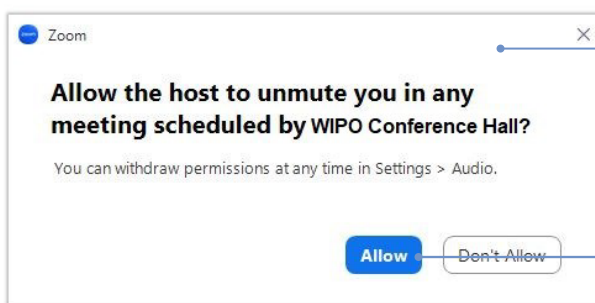 Zoom
Allow the host to unmute you in any
meeting scheduled by WIPO Conference Hall?
You can withdraw permissions at any time in Settings > Audio.
Allow Don't Allow